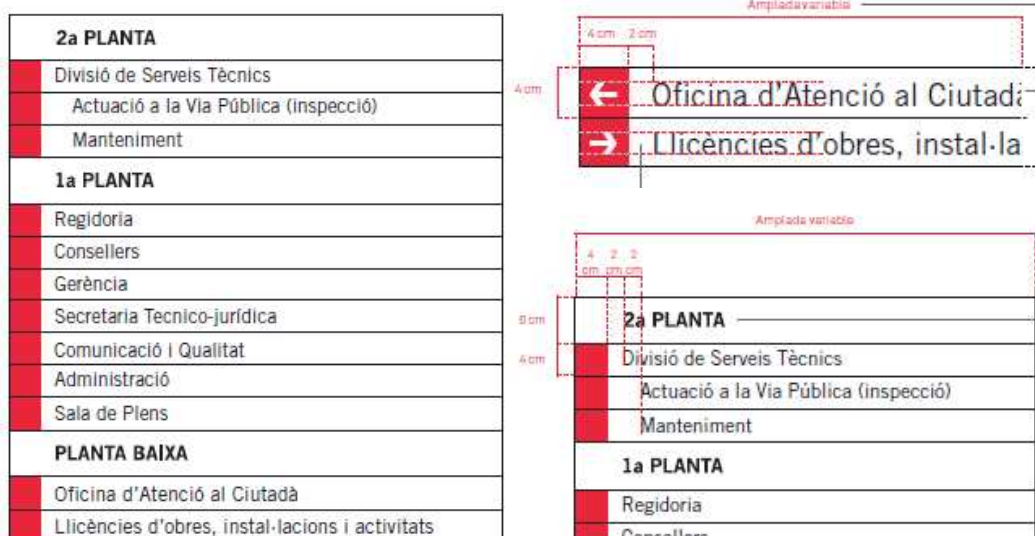 2a PLANTA
Divisió de Serveis Tècnics
Actuació a la Via Pública (inspecció)
Manteniment
1a PLANTA
Regidoria
Consellers
Gerència
Secretaria Tecnico-jurídica
Comunicació i Qualitat
Administració
Sala de Plens
PLANTA BAIXA
Oficina d'Atenció al Ciutadà
Llicències d'obres, instal·lacions i activitats
Amplada variable
4 cm 2 cm
4 cm
← Oficina d'Atenció al Ciutad
→ Llicències d'obres, instal·la
Amplada variable
4 2 2
cm cm cm
2a PLANTA
4 cm
Divisió de Serveis Tècnics
Actuació a la Via Pública (inspecció)
Manteniment
1a PLANTA
Regidoria
Consellers